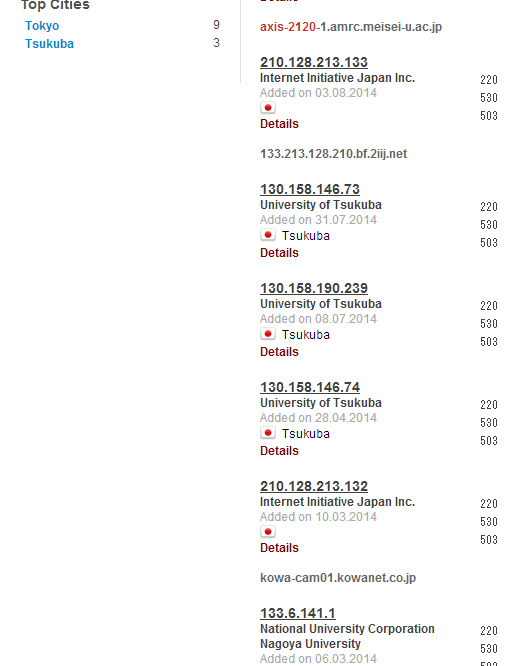 Top Cities
Tokyo 9
Tsukuba 3
Details
axis-2120-1.amrc.meisei-u.ac.jp
210.128.213.133
Internet Initiative Japan Inc.
Added on 03.08.2014
Details
220
530
503
133.213.128.210.bf.2iij.net
130.158.146.73
University of Tsukuba
Added on 31.07.2014
Tsukuba
Details
220
530
503
130.158.190.239
University of Tsukuba
Added on 08.07.2014
Tsukuba
Details
220
530
503
130.158.146.74
University of Tsukuba
Added on 28.04.2014
Tsukuba
Details
220
530
503
210.128.213.132
Internet Initiative Japan Inc.
Added on 10.03.2014
Details
220
530
503
kowa-cam01.kowanet.co.jp
133.6.141.1
National University Corporation
Nagoya University
Added on 06.03.2014
220
530
503